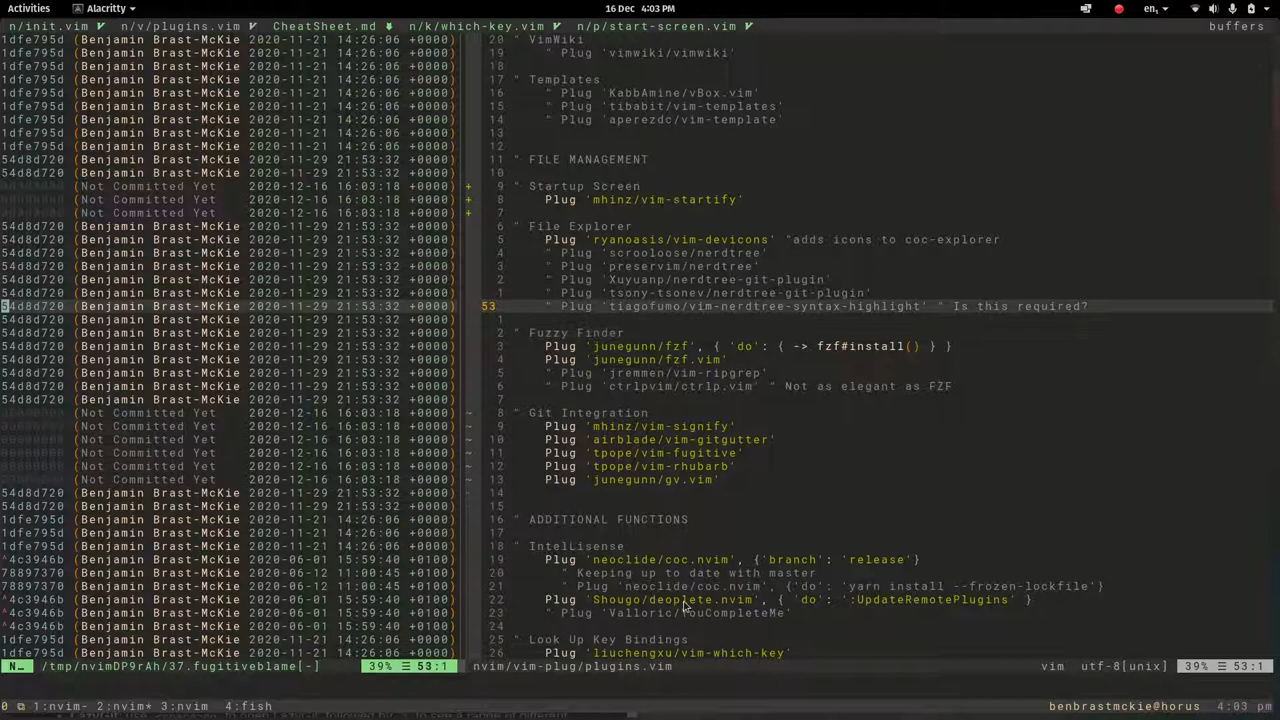 Activities Alacritty 16 Dec 4:03 PM en₁
n/init.vim n/v/plugins.vim CheatSheet.md n/k/which-key.vim n/p/start-screen.vim buffers
1dfe795d (Benjamin Brast-McKie 2020-11-21 14:26:06 +0000) 20 " VimWiki
1dfe795d (Benjamin Brast-McKie 2020-11-21 14:26:06 +0000) 19 " Plug 'vimwiki/vimwiki'
1dfe795d (Benjamin Brast-McKie 2020-11-21 14:26:06 +0000) 18
1dfe795d (Benjamin Brast-McKie 2020-11-21 14:26:06 +0000) 17 " Templates
1dfe795d (Benjamin Brast-McKie 2020-11-21 14:26:06 +0000) 16 " Plug 'KabbAmine/vBox.vim'
1dfe795d (Benjamin Brast-McKie 2020-11-21 14:26:06 +0000) 15 " Plug 'tibabit/vim-templates'
1dfe795d (Benjamin Brast-McKie 2020-11-21 14:26:06 +0000) 14 " Plug 'aperezdc/vim-template'
1dfe795d (Benjamin Brast-McKie 2020-11-21 14:26:06 +0000) 13
1dfe795d (Benjamin Brast-McKie 2020-11-21 14:26:06 +0000) 12
54d8d720 (Benjamin Brast-McKie 2020-11-29 21:53:32 +0000) 11 " FILE MANAGEMENT
54d8d720 (Benjamin Brast-McKie 2020-11-29 21:53:32 +0000) 10
00000000 (Not Committed Yet 2020-12-16 16:03:18 +0000) + 9 " Startup Screen
00000000 (Not Committed Yet 2020-12-16 16:03:18 +0000) + 8 Plug 'mhinz/vim-startify'
00000000 (Not Committed Yet 2020-12-16 16:03:18 +0000) + 7
54d8d720 (Benjamin Brast-McKie 2020-11-29 21:53:32 +0000) 6 " File Explorer
54d8d720 (Benjamin Brast-McKie 2020-11-29 21:53:32 +0000) 5 Plug 'ryanoasis/vim-devicons' "adds icons to coc-explorer
54d8d720 (Benjamin Brast-McKie 2020-11-29 21:53:32 +0000) 4 " Plug 'scrooloose/nerdtree'
54d8d720 (Benjamin Brast-McKie 2020-11-29 21:53:32 +0000) 3 " Plug 'preservim/nerdtree'
54d8d720 (Benjamin Brast-McKie 2020-11-29 21:53:32 +0000) 2 " Plug 'Xuyuanp/nerdtree-git-plugin'
54d8d720 (Benjamin Brast-McKie 2020-11-29 21:53:32 +0000) 1 " Plug 'tsony-tsonev/nerdtree-git-plugin'
54d8d720 (Benjamin Brast-McKie 2020-11-29 21:53:32 +0000) 53 " Plug 'tiagofumo/vim-nerdtree-syntax-highlight' " Is this required?
54d8d720 (Benjamin Brast-McKie 2020-11-29 21:53:32 +0000) 1
54d8d720 (Benjamin Brast-McKie 2020-11-29 21:53:32 +0000) 2 " Fuzzy Finder
54d8d720 (Benjamin Brast-McKie 2020-11-29 21:53:32 +0000) 3 Plug 'junegunn/fzf', { 'do': { -> fzf#install() } }
54d8d720 (Benjamin Brast-McKie 2020-11-29 21:53:32 +0000) 4 Plug 'junegunn/fzf.vim'
54d8d720 (Benjamin Brast-McKie 2020-11-29 21:53:32 +0000) 5 " Plug 'jremmen/vim-ripgrep'
54d8d720 (Benjamin Brast-McKie 2020-11-29 21:53:32 +0000) 6 " Plug 'ctrlpvim/ctrlp.vim' " Not as elegant as FZF
54d8d720 (Benjamin Brast-McKie 2020-11-29 21:53:32 +0000) 7
00000000 (Not Committed Yet 2020-12-16 16:03:18 +0000) ~ 8 " Git Integration
00000000 (Not Committed Yet 2020-12-16 16:03:18 +0000) ~ 9 Plug 'mhinz/vim-signify'
00000000 (Not Committed Yet 2020-12-16 16:03:18 +0000) ~ 10 Plug 'airblade/vim-gitgutter'
00000000 (Not Committed Yet 2020-12-16 16:03:18 +0000) ~ 11 Plug 'tpope/vim-fugitive'
00000000 (Not Committed Yet 2020-12-16 16:03:18 +0000) ~ 12 Plug 'tpope/vim-rhubarb'
00000000 (Not Committed Yet 2020-12-16 16:03:18 +0000) ~ 13 Plug 'junegunn/gv.vim'
54d8d720 (Benjamin Brast-McKie 2020-11-29 21:53:32 +0000) 14
54d8d720 (Benjamin Brast-McKie 2020-11-29 21:53:32 +0000) 15
1dfe795d (Benjamin Brast-McKie 2020-11-21 14:26:06 +0000) 16 " ADDITIONAL FUNCTIONS
1dfe795d (Benjamin Brast-McKie 2020-11-21 14:26:06 +0000) 17
1dfe795d (Benjamin Brast-McKie 2020-11-21 14:26:06 +0000) 18 " IntelLisense
^4c3946b (Benjamin Brast-McKie 2020-06-01 15:59:40 +0100) 19 Plug 'neoclide/coc.nvim', {'branch': 'release'}
78897370 (Benjamin Brast-McKie 2020-06-12 11:00:45 +0100) 20 " Keeping up to date with master
78897370 (Benjamin Brast-McKie 2020-06-12 11:00:45 +0100) 21 " Plug 'neoclide/coc.nvim', {'do': 'yarn install --frozen-lockfile'}
^4c3946b (Benjamin Brast-McKie 2020-06-01 15:59:40 +0100) 22 Plug 'Shougo/deoplete.nvim', { 'do': ':UpdateRemotePlugins' }
^4c3946b (Benjamin Brast-McKie 2020-06-01 15:59:40 +0100) 23 " Plug 'Valloric/YouCompleteMe'
^4c3946b (Benjamin Brast-McKie 2020-06-01 15:59:40 +0100) 24
1dfe795d (Benjamin Brast-McKie 2020-11-21 14:26:06 +0000) 25 " Look Up Key Bindings
1dfe795d (Benjamin Brast-McKie 2020-11-21 14:26:06 +0000) 26 Plug 'liuchengxu/vim-which-key'
N… /tmp/nvimDP9rAh/37.fugitiveblame[-] 39% ☰ 53:1 nvim/vim-plug/plugins.vim vim utf-8[unix] 39% ☰ 53:1
0 1:nvim- 2:nvim* 3:nvim 4:fish benbrastmckie@horus 4:03 pm